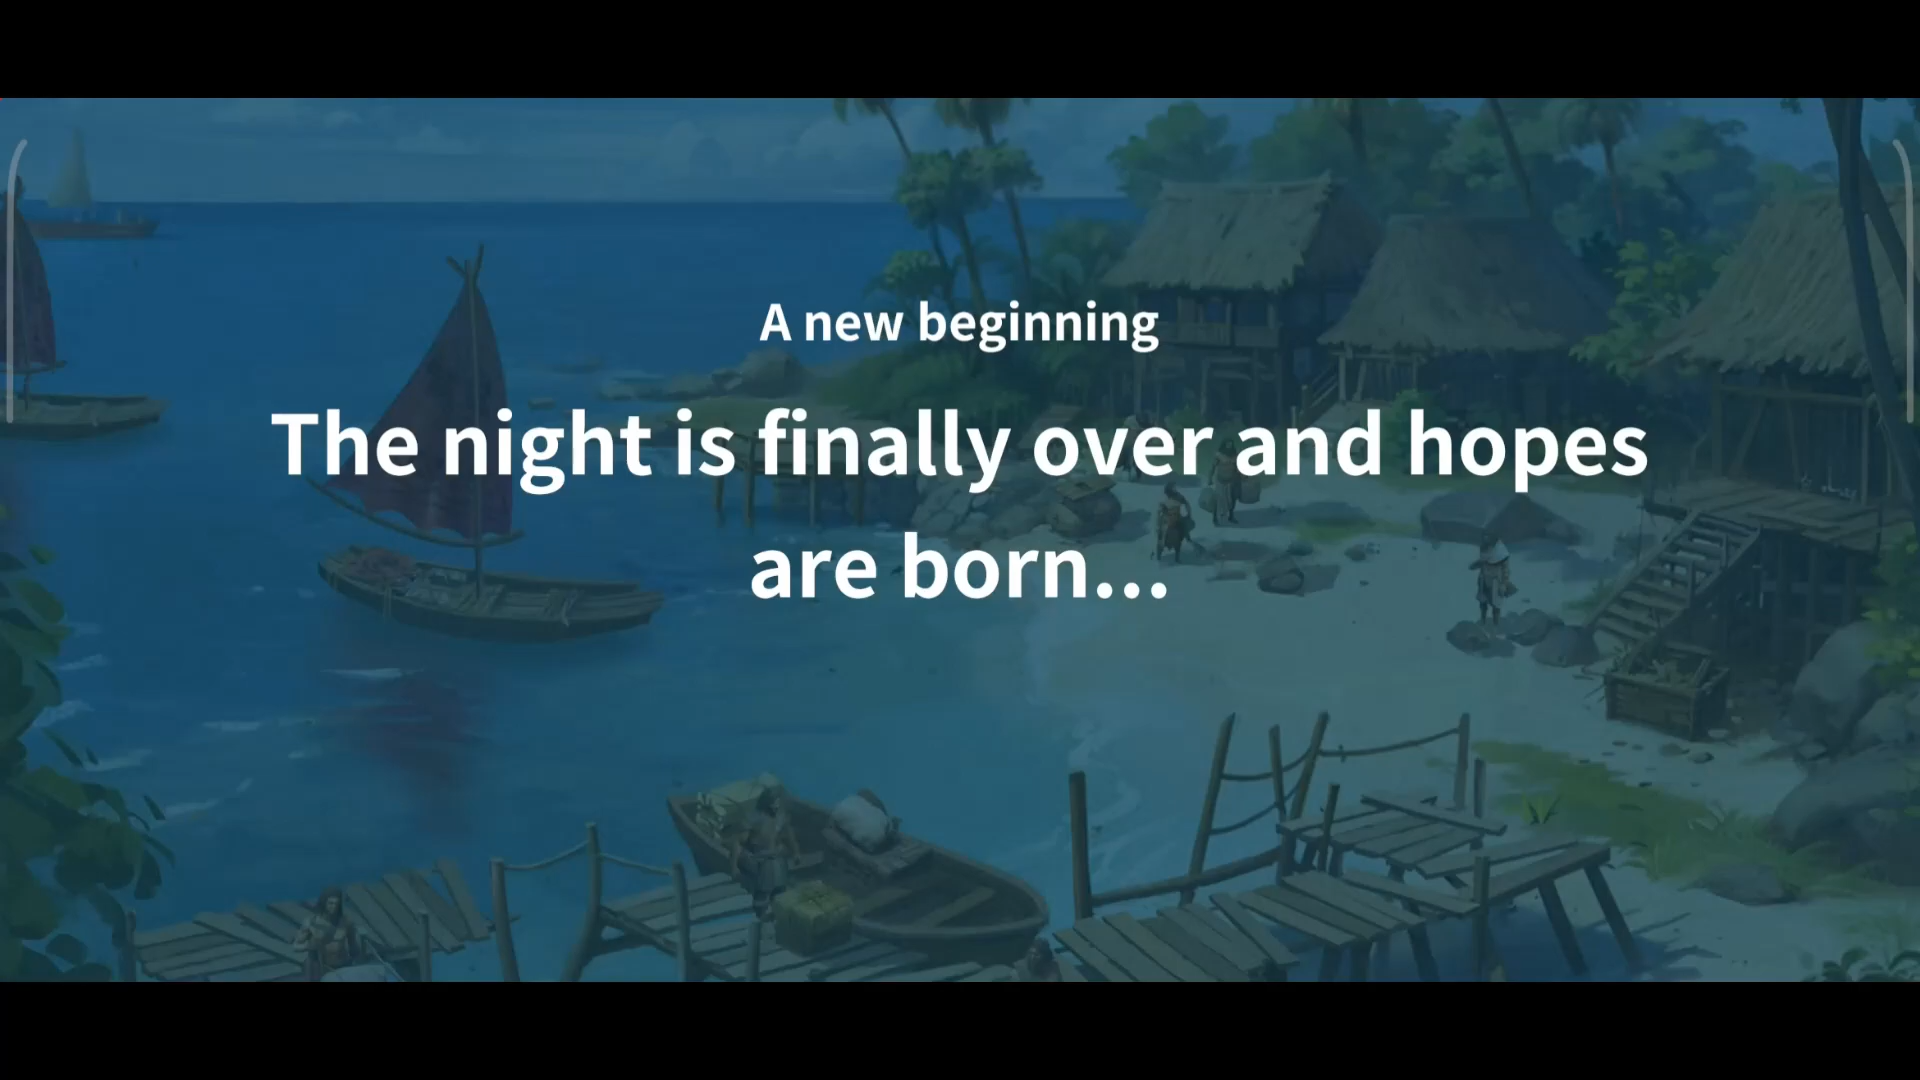 A new beginning
The night is finally over and hopes
are born...